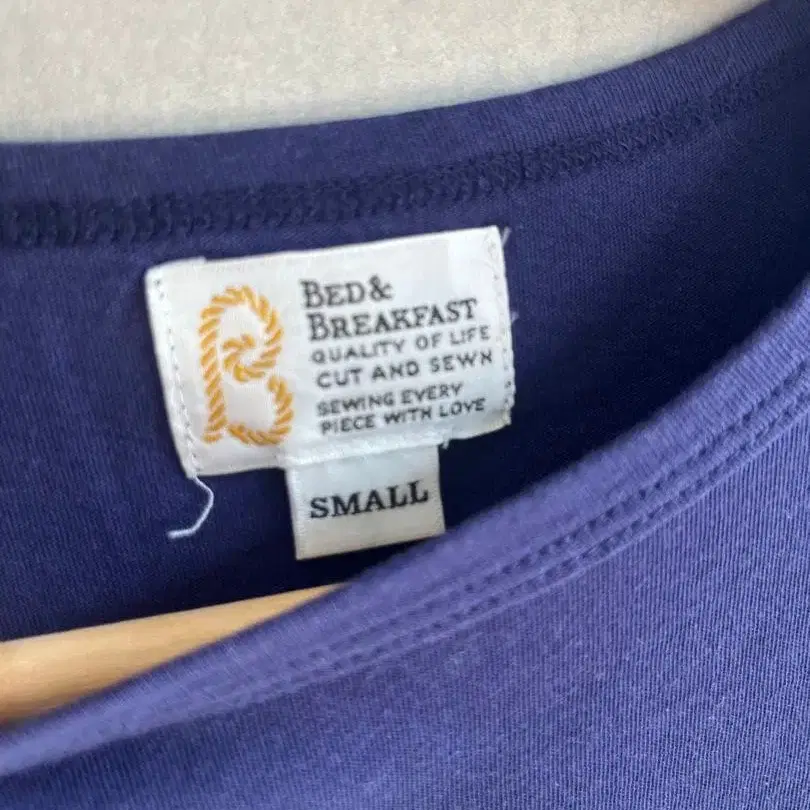 BED &
BREAKFAST
QUALITY OF LIFE
CUT AND SEWN
SEWING EVERY
PIECE WITH LOVE
SMALL